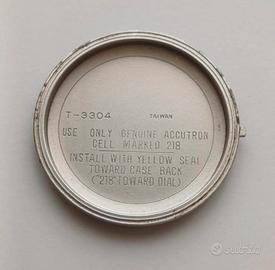 T-3304 TAIWAN
USE ONLY GENUINE ACCUTRON
CELL MARKED 218
INSTALL WITH YELLOW SEAL
TOWARD CASE BACK
("218" TOWARD DIAL)
subito